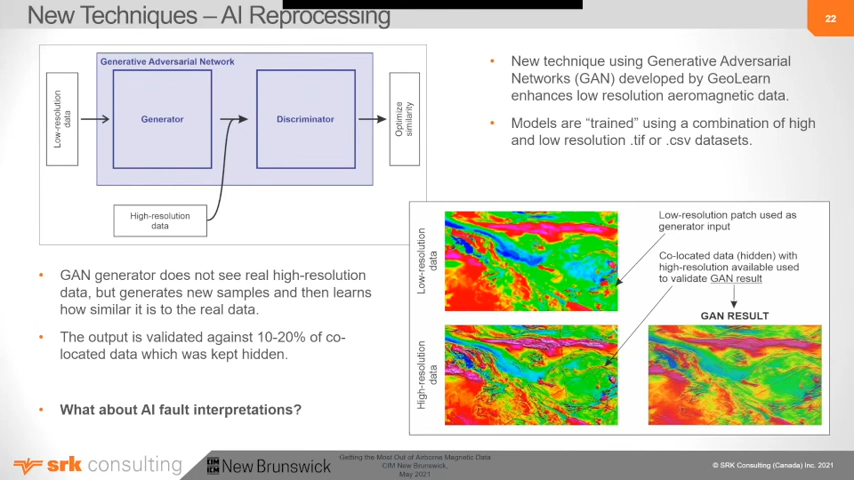 New Techniques – AI Reprocessing
22
Generative Adversarial Network
Low-resolution
data
Generator
Discriminator
Optimize
similarity
High-resolution
data
• New technique using Generative Adversarial
Networks (GAN) developed by GeoLearn
enhances low resolution aeromagnetic data.
• Models are “trained” using a combination of high
and low resolution .tif or .csv datasets.
• GAN generator does not see real high-resolution
data, but generates new samples and then learns
how similar it is to the real data.
• The output is validated against 10-20% of co-
located data which was kept hidden.
• What about AI fault interpretations?
Low-resolution
data
Low-resolution patch used as
generator input
Co-located data (hidden) with
high-resolution available used
to validate GAN result
GAN RESULT
High-resolution
data
srk consulting
CIM
ICM
New Brunswick
Getting the Most Out of Airborne Magnetic Data
CIM New Brunswick,
May 2021
© SRK Consulting (Canada) Inc. 2021